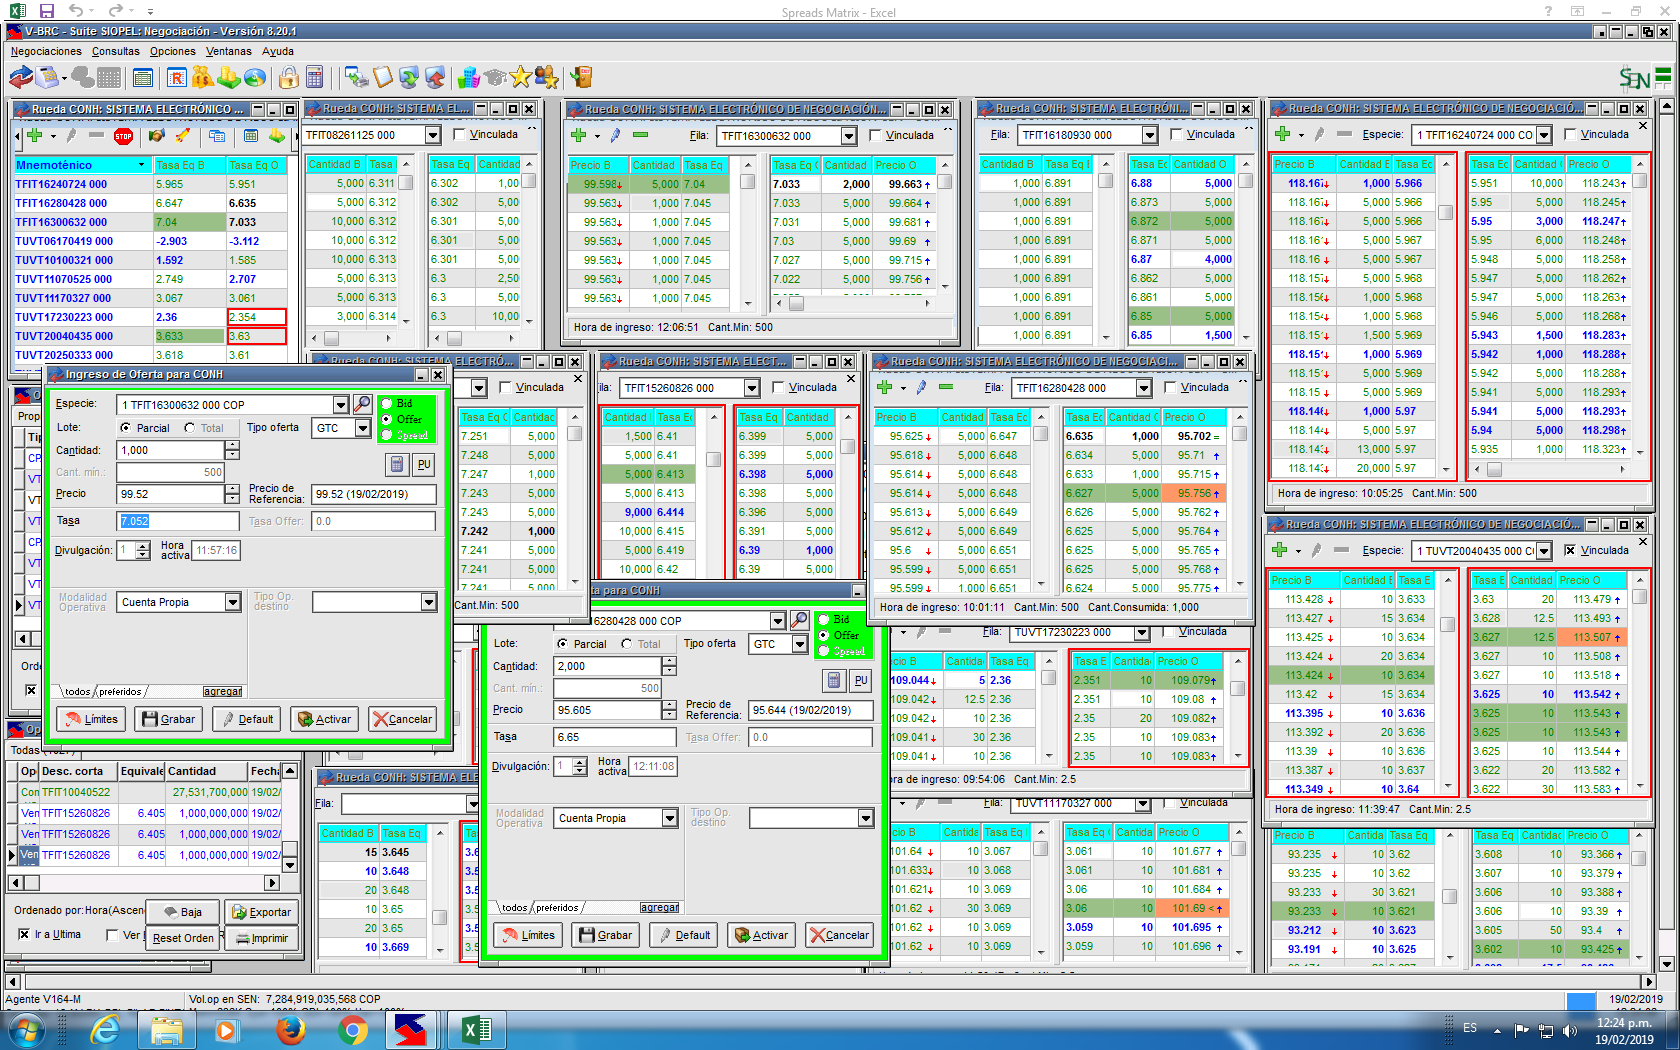 Spreads Matrix - Excel
V-BRC - Suite SIOPEL: Negociación - Versión 8.20.1
Negociaciones Consultas Opciones Ventanas Ayuda
Rueda CONH: SISTEMA ELECTRÓNICO ...
Mnemoténico Tasa Eq B Tasa Eq O
TFIT16240724 000 5.965 5.951
TFIT16280428 000 6.647 6.635
TFIT16300632 000 7.04 7.033
TUVT06170419 000 -2.903 -3.112
TUVT10100321 000 1.592 1.585
TUVT11070525 000 2.749 2.707
TUVT11170327 000 3.067 3.061
TUVT17230223 000 2.36 2.354
TUVT20040435 000 3.633 3.63
TUVT20250333 000 3.618 3.61
Rueda CONH: SISTEMA EL...
TFIT08261125 000 Vinculada
Cantidad B Tasa Tasa Eq Cantidad
5,000 6.311 6.302 1,00
5,000 6.312 6.302 5,00
10,000 6.312 6.301 5,00
10,000 6.312 6.301 5,00
10,000 6.313 6.301 5,00
5,000 6.313 6.3 2,50
5,000 6.313 6.3 5,00
3,000 6.314 6.3 10,00
Rueda CONH: SISTEMA ELECTRÓNICO DE NEGOCIACIÓN...
Fila: TFIT16300632 000 Vinculada
Precio B Cantidad Tasa Eq B Tasa Eq O Cantidad Precio O
99.598 5,000 7.04 7.033 2,000 99.663
99.563 1,000 7.045 7.033 5,000 99.664
99.563 1,000 7.045 7.031 5,000 99.681
99.563 1,000 7.045 7.03 5,000 99.69
99.563 1,000 7.045 7.027 5,000 99.715
99.563 1,000 7.045 7.022 5,000 99.756
99.563 1,000 7.045
Hora de ingreso: 12:06:51 Cant.Min: 500
Rueda CONH: SISTEMA ELECTRÓNI...
Fila: TFIT16180930 000 Vinculada
Cantidad B Tasa Eq Tasa Eq Cantidad
1,000 6.891 6.88 5,000
1,000 6.891 6.873 5,000
1,000 6.891 6.872 5,000
1,000 6.891 6.871 5,000
1,000 6.891 6.87 4,000
1,000 6.891 6.862 5,000
1,000 6.891 6.861 5,000
1,000 6.891 6.85 5,000
1,000 6.891 6.85 1,500
Rueda CONH: SISTEMA ELECTRÓNICO DE NEGOCIACIÓ...
Especie: 1 TFIT16240724 000 CO Vinculada
Precio B Cantidad Tasa Ec Cantidad Precio O
118.167 1,000 5.966 5.951 10,000 118.243
118.167 5,000 5.966 5.95 5,000 118.245
118.167 5,000 5.966 5.95 3,000 118.247
118.16 5,000 5.967 5.95 6,000 118.248
118.16 5,000 5.967 5.948 5,000 118.258
118.157 5,000 5.968 5.947 5,000 118.262
118.156 1,000 5.968 5.947 5,000 118.263
5,000 5.969 5.946 5,000 118.268
1,500 5.969 5.943 1,500 118.283
1,000 5.969 5.942 1,000 118.288
5,000 5.969 5.942 5,000 118.288
118.148 1,000 5.97 5.941 5,000 118.293
5,000 5.97 5.94 5,000 118.298
13,000 5.97 5.935 1,000 118.323
20,000 5.97
Hora de ingreso: 10:05:25 Cant.Min: 500
Ingreso de Oferta para CONH
Especie: 1 TFIT16300632 000 COP Bid
Offer
Spread
Lote: Parcial Total Tipo oferta GTC
Cantidad: 1,000
Cant. mín.: 500 PU
Precio 99.52 Precio de Referencia: 99.52 (19/02/2019)
Tasa 7.052 Tasa Offer: 0.0
Divulgación: 1 Hora activa 11:57:16
Modalidad Operativa Cuenta Propia Tipo Op. destino
todos preferidos agregar
Límites Grabar Default Activar Cancelar
Vinculada
Tasa Eq O Cantidad
7.251 5,000
7.248 5,000
7.247 1,000
7.243 5,000
7.243 5,000
7.242 1,000
7.241 5,000
7.241 5,000
7.241 1,000
Cant.Min: 500
Rueda CONH: SISTEMA ELECT...
TFIT15260826 000 Vinculada
Cantidad Tasa Ec Tasa Eq Cantidad
1,500 6.41 6.399 5,000
5,000 6.41 6.399 5,000
5,000 6.413 6.398 5,000
5,000 6.413 6.398 5,000
9,000 6.414 6.396 5,000
10,000 6.415 6.391 5,000
5,000 6.419 6.39 1,000
10,000 6.42 6.39 5,000
Rueda CONH: SISTEMA ELECTRÓNICO DE NEGOCIACI...
Fila: TFIT16280428 000 Vinculada
Precio B Cantidad Tasa Eq B Tasa Ec Cantidad O Precio O
95.625 5,000 6.647 6.635 1,000 95.702
95.618 5,000 6.648 6.634 5,000 95.71
95.614 5,000 6.648 6.633 1,000 95.715
95.614 5,000 6.648 6.627 5,000 95.756
95.613 5,000 6.649 6.626 5,000 95.762
95.612 5,000 6.649 6.625 5,000 95.764
95.6 5,000 6.651 6.625 5,000 95.765
95.599 5,000 6.651 6.624 5,000 95.768
95.599 1,000 6.651 6.623 5,000 95.775
Hora de ingreso: 10:01:11 Cant.Min: 500 Cant.Consumida: 1,000
Rueda CONH: SISTEMA ELECTRÓNICO DE NEGOCIACIÓ...
Especie: 1 TUVT20040435 000 C Vinculada
Precio B Cantidad E Tasa E Tasa E Cantidad Precio O
113.428 10 3.633 3.63 20 113.479
113.427 15 3.634 3.628 12.5 113.493
113.425 10 3.634 3.627 12.5 113.507
113.424 20 3.634 3.627 10 113.508
113.424 10 3.634 3.627 10 113.518
113.42 15 3.634 3.625 10 113.542
113.395 10 3.636 3.625 10 113.543
113.392 20 3.636 3.625 10 113.543
113.39 10 3.636 3.625 10 113.544
113.387 10 3.637 3.622 20 113.582
113.349 10 3.64 3.622 30 113.583
Hora de ingreso: 11:39:47 Cant.Min: 2.5
ta para CONH
6280428 000 COP Bid
Offer
Spread
Lote: Parcial Total Tipo oferta GTC
Cantidad: 2,000
Cant. mín.: 500 PU
Precio 95.605 Precio de Referencia: 95.644 (19/02/2019)
Tasa 6.65 Tasa Offer: 0.0
Divulgación: 1 Hora activa 12:11:08
Modalidad Operativa Cuenta Propia Tipo Op. destino
todos preferidos agregar
Límites Grabar Default Activar Cancelar
Fila: TUVT17230223 000 Vinculada
B Cantidad Tasa Eq Tasa E Cantidad Precio O
109.044 5 2.36 2.351 10 109.079
109.042 12.5 2.36 2.351 10 109.08
109.042 10 2.36 2.35 20 109.082
109.041 30 2.36 2.35 10 109.083
109.04 10 2.36 2.35 10 109.083
ra de ingreso: 09:54:06 Cant.Min: 2.5
Fila: TUVT11170327 000 Vinculada
B Cantida Tasa Eq Tasa Eq Cantidad Precio O
101.64 10 3.067 3.061 10 101.677
101.633 10 3.068 3.061 10 101.681
101.62 10 3.069 3.06 10 101.684
101.62 30 3.069 3.06 10 101.69
101.62 10 3.069 3.059 10 101.695
101.62 10 3.069 3.059 10 101.696
Precio B Cantidad E Tasa E Tasa E Cantidad Precio O
93.235 10 3.62 3.608 10 93.366
93.235 10 3.62 3.607 10 93.379
93.233 30 3.621 3.606 10 93.388
93.233 10 3.621 3.606 10 93.39
93.212 10 3.623 3.605 50 93.4
93.191 10 3.625 3.602 10 93.425
Rueda CONH: SISTEMA ELE
Fila:
Cantidad B Tasa Eq
15 3.645
10 3.648
20 3.648
10 3.65
20 3.65
10 3.669
Ope Desc. corta Equivale Cantidad Fecha
Con TFIT10040522 27,531,700,000 19/02/
Ven TFIT15260826 6.405 1,000,000,000 19/02/
Ven TFIT15260826 6.405 1,000,000,000 19/02/
Ven TFIT15260826 6.405 1,000,000,000 19/02/
Ordenado por:Hora(Ascen Baja Exportar
Ir a Ultima Ver Reset Orden Imprimir
Agente V164-M Vol.op en SEN: 7,284,919,035,568 COP 19/02/2019
ES 12:24 p.m.
19/02/2019